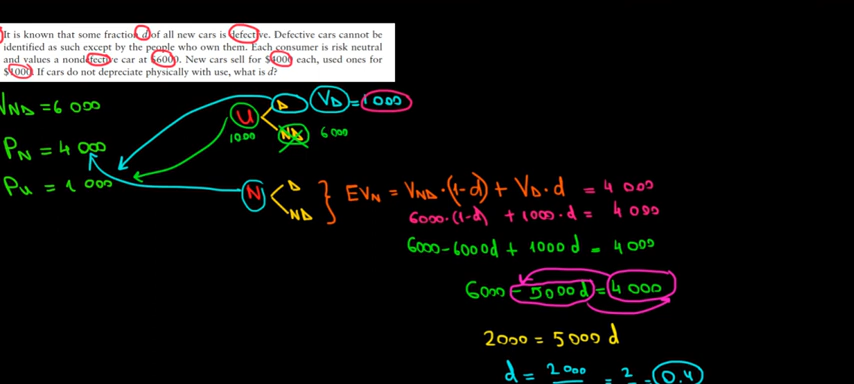 It is known that some fraction d of all new cars is defective. Defective cars cannot be
identified as such except by the people who own them. Each consumer is risk neutral
and values a nondefective car at $6000. New cars sell for $4000 each, used ones for
$1000. If cars do not depreciate physically with use, what is d?
VND = 6 000
U D VD = 1 000
1000 ND 6 000
PN = 4 000
PU = 1 000
N D ND } EVN = VND · (1-d) + VD · d = 4 000
6000 · (1-d) + 1000 · d = 4 000
6000 - 6000d + 1000 d = 4 000
6000 - 5000 d = 4 000
2000 = 5000 d
d = 2000 = 2 = 0.4